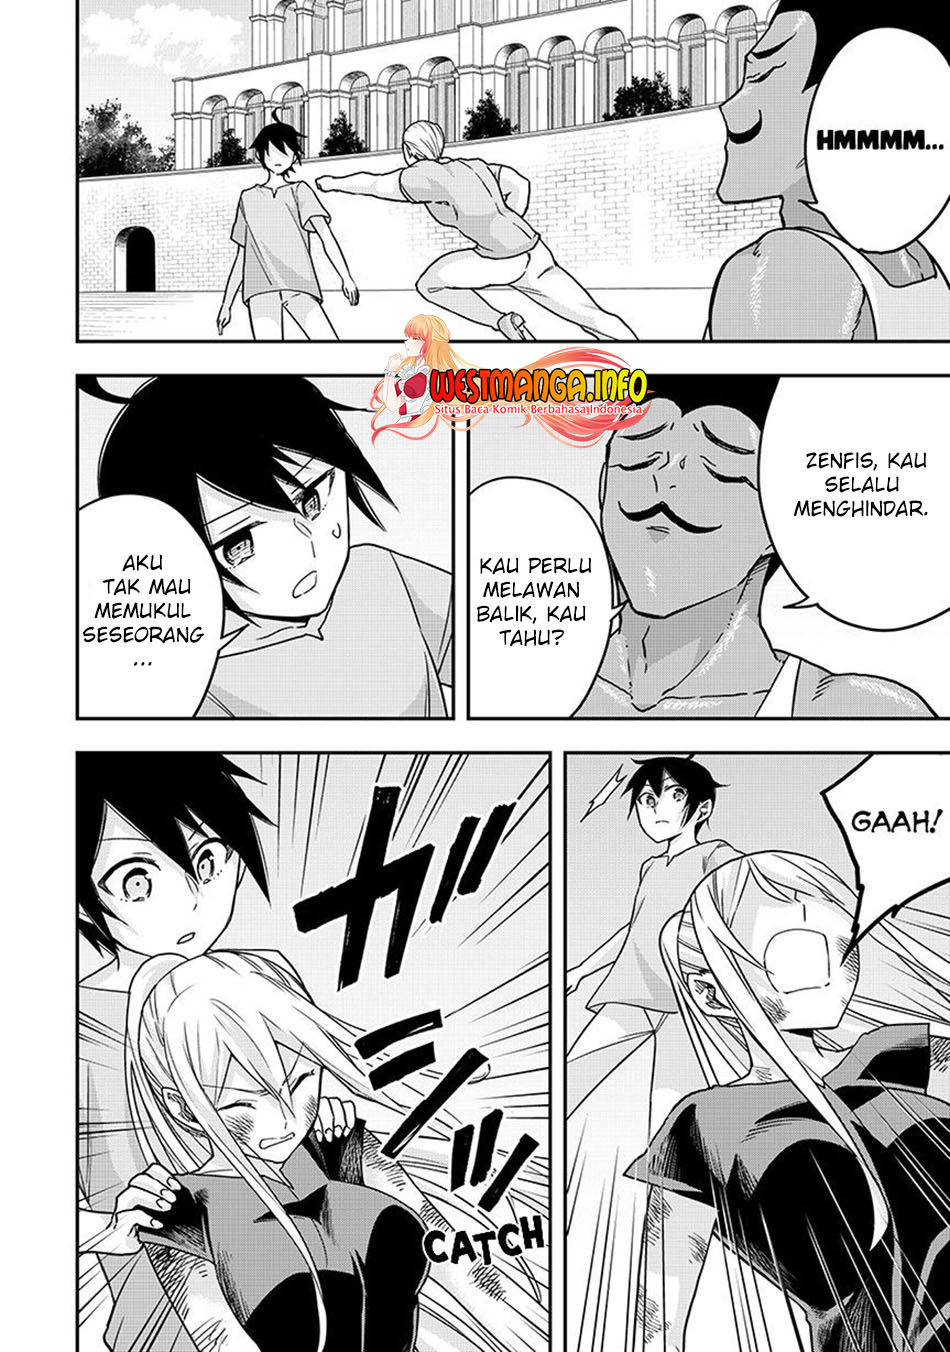 HMMMM...
WESTMANGA.INFO
Situs Baca Komik Berbahasa Indonesia
ZENFIS, KAU
SELALU
MENGHINDAR.
KAU PERLU
MELAWAN
BALIK, KAU
TAHU?
AKU
TAK MAU
MEMUKUL
SESEORANG
...
GAAH!
ガシ
CATCH